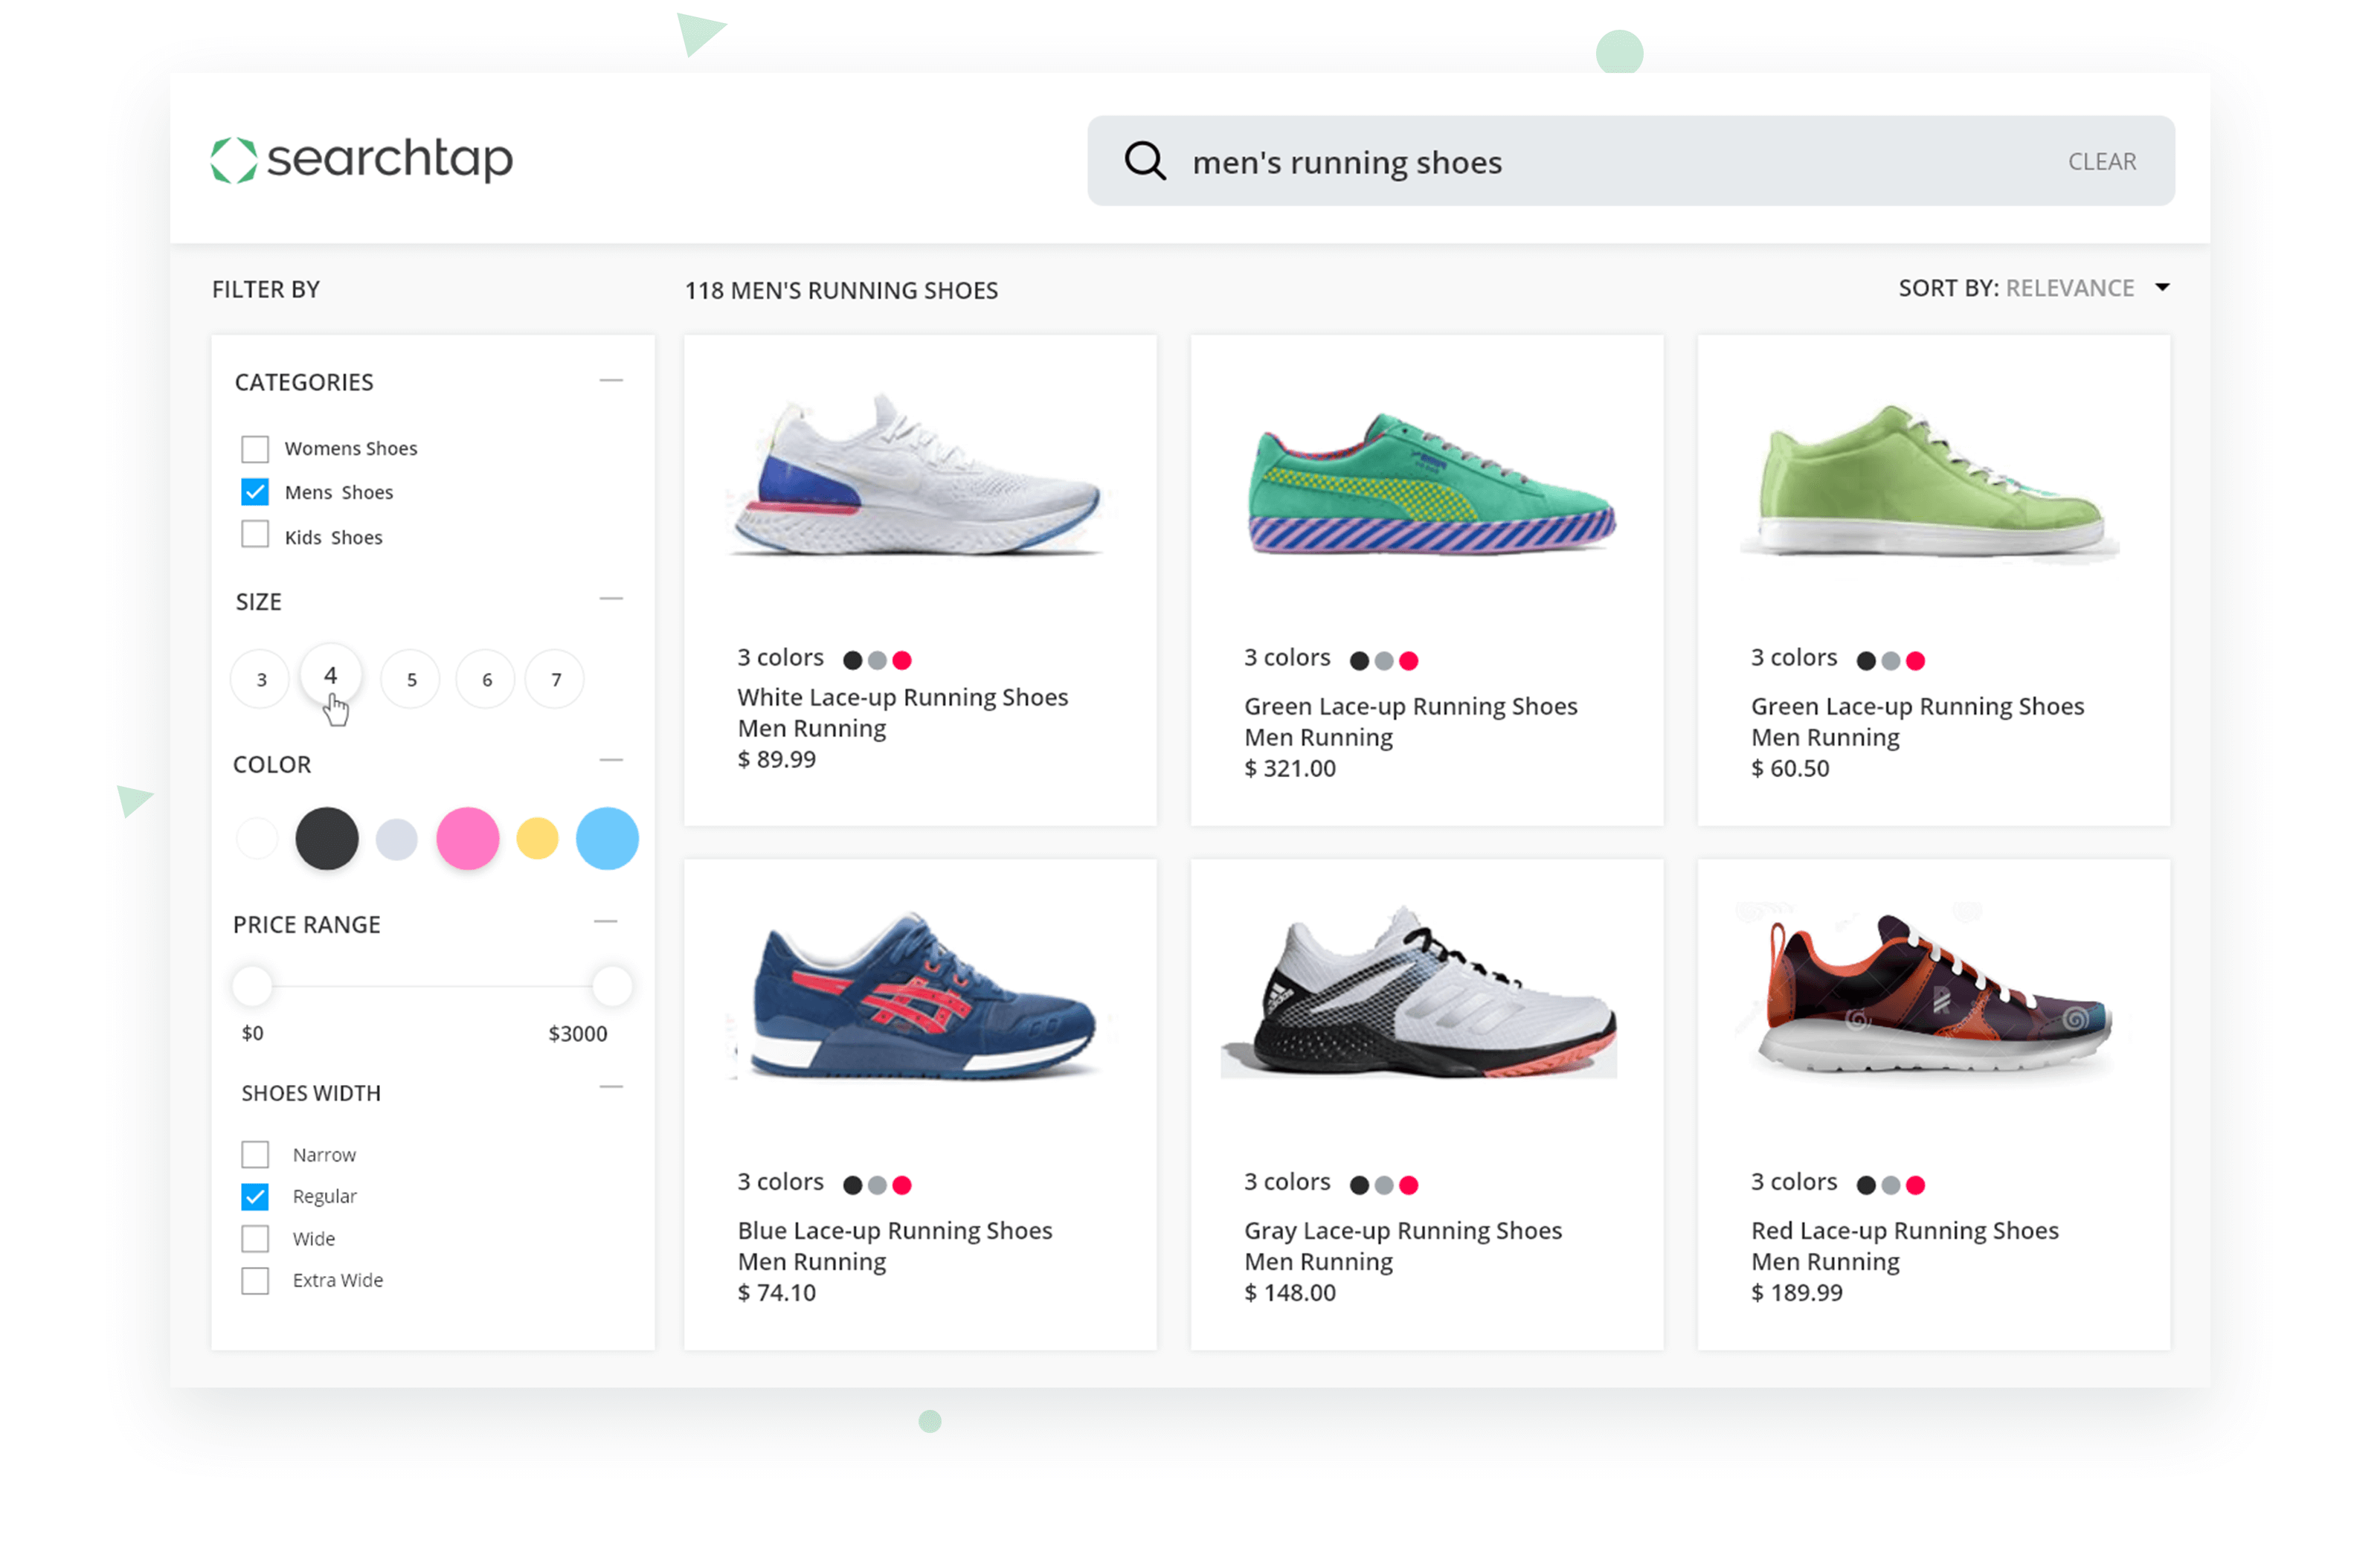 searchtap
men's running shoes
CLEAR
FILTER BY
118 MEN'S RUNNING SHOES
SORT BY: RELEVANCE
CATEGORIES
Womens Shoes
Mens Shoes
Kids Shoes
SIZE
3 4 5 6 7
COLOR
PRICE RANGE
$0 $3000
SHOES WIDTH
Narrow
Regular
Wide
Extra Wide
3 colors
White Lace-up Running Shoes
Men Running
$ 89.99
3 colors
Green Lace-up Running Shoes
Men Running
$ 321.00
3 colors
Green Lace-up Running Shoes
Men Running
$ 60.50
3 colors
Blue Lace-up Running Shoes
Men Running
$ 74.10
3 colors
Gray Lace-up Running Shoes
Men Running
$ 148.00
3 colors
Red Lace-up Running Shoes
Men Running
$ 189.99